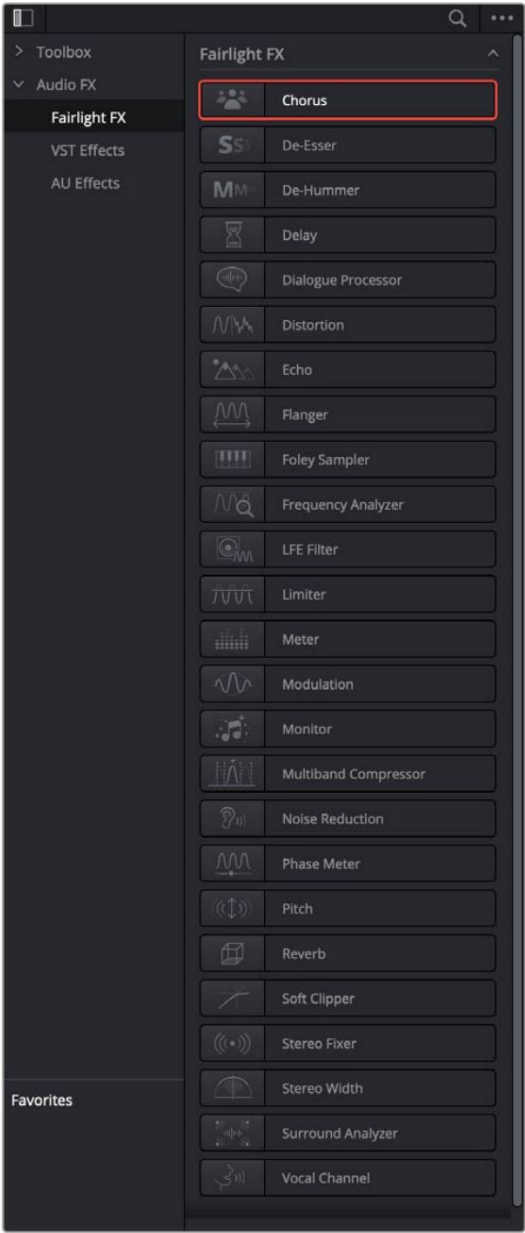 Toolbox
Audio FX
Fairlight FX
VST Effects
AU Effects
Favorites
Fairlight FX
Chorus
De-Esser
De-Hummer
Delay
Dialogue Processor
Distortion
Echo
Flanger
Foley Sampler
Frequency Analyzer
LFE Filter
Limiter
Meter
Modulation
Monitor
Multiband Compressor
Noise Reduction
Phase Meter
Pitch
Reverb
Soft Clipper
Stereo Fixer
Stereo Width
Surround Analyzer
Vocal Channel